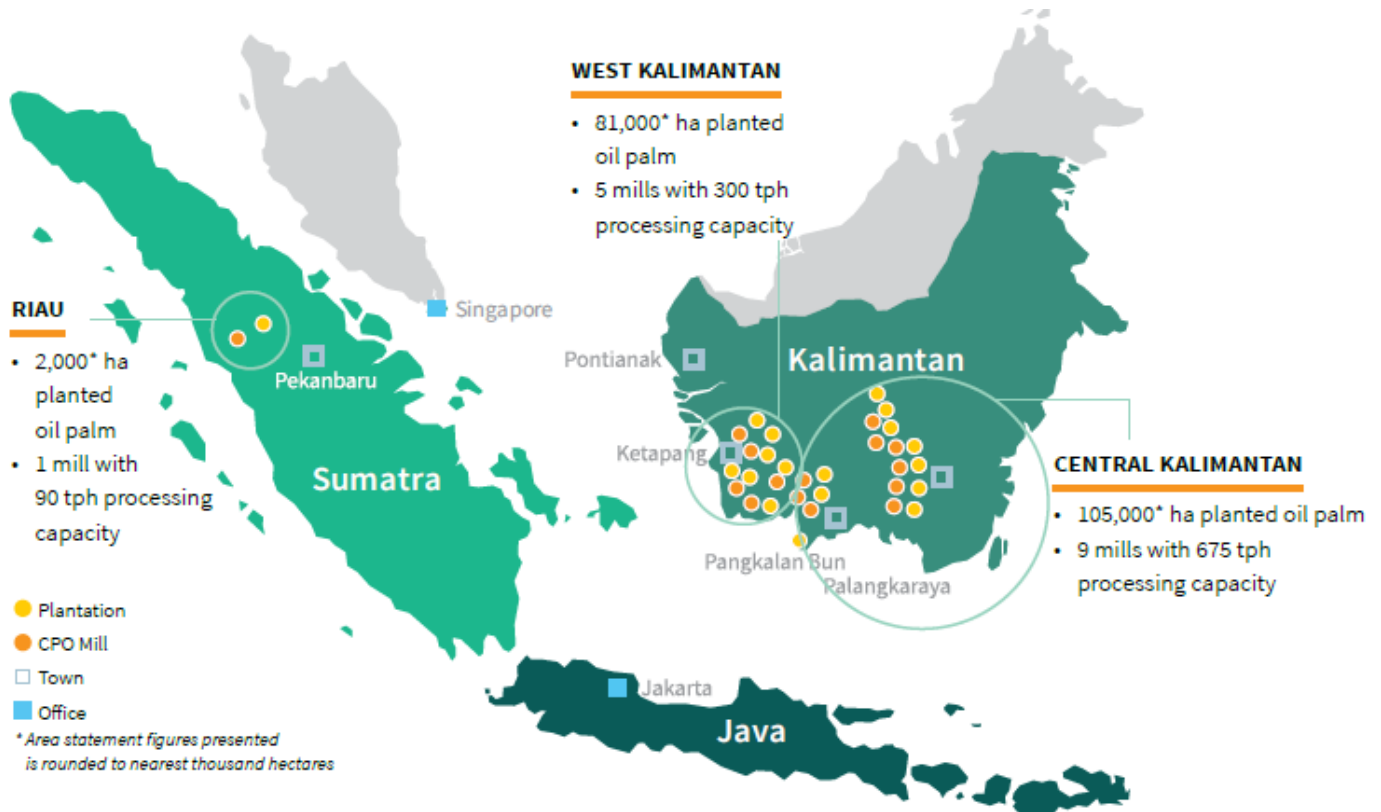 WEST KALIMANTAN
• 81,000* ha planted
oil palm
• 5 mills with 300 tph
processing capacity
RIAU
• 2,000* ha
planted
oil palm
• 1 mill with
90 tph processing
capacity
Singapore
Pekanbaru
Sumatra
Pontianak
Kalimantan
Ketapang
Pangkalan Bun
Palangkaraya
CENTRAL KALIMANTAN
• 105,000* ha planted oil palm
• 9 mills with 675 tph
processing capacity
Plantation
CPO Mill
Town
Office
* Area statement figures presented
is rounded to nearest thousand hectares
Jakarta
Java